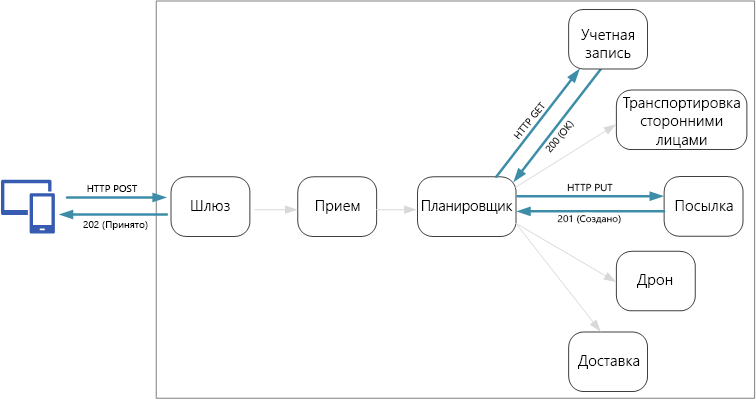 Учетная
запись
HTTP GET
200 (OK)
Транспортировка
сторонними
лицами
HTTP POST
202 (Принято)
Шлюз
Прием
Планировщик
HTTP PUT
201 (Создано)
Посылка
Дрон
Доставка